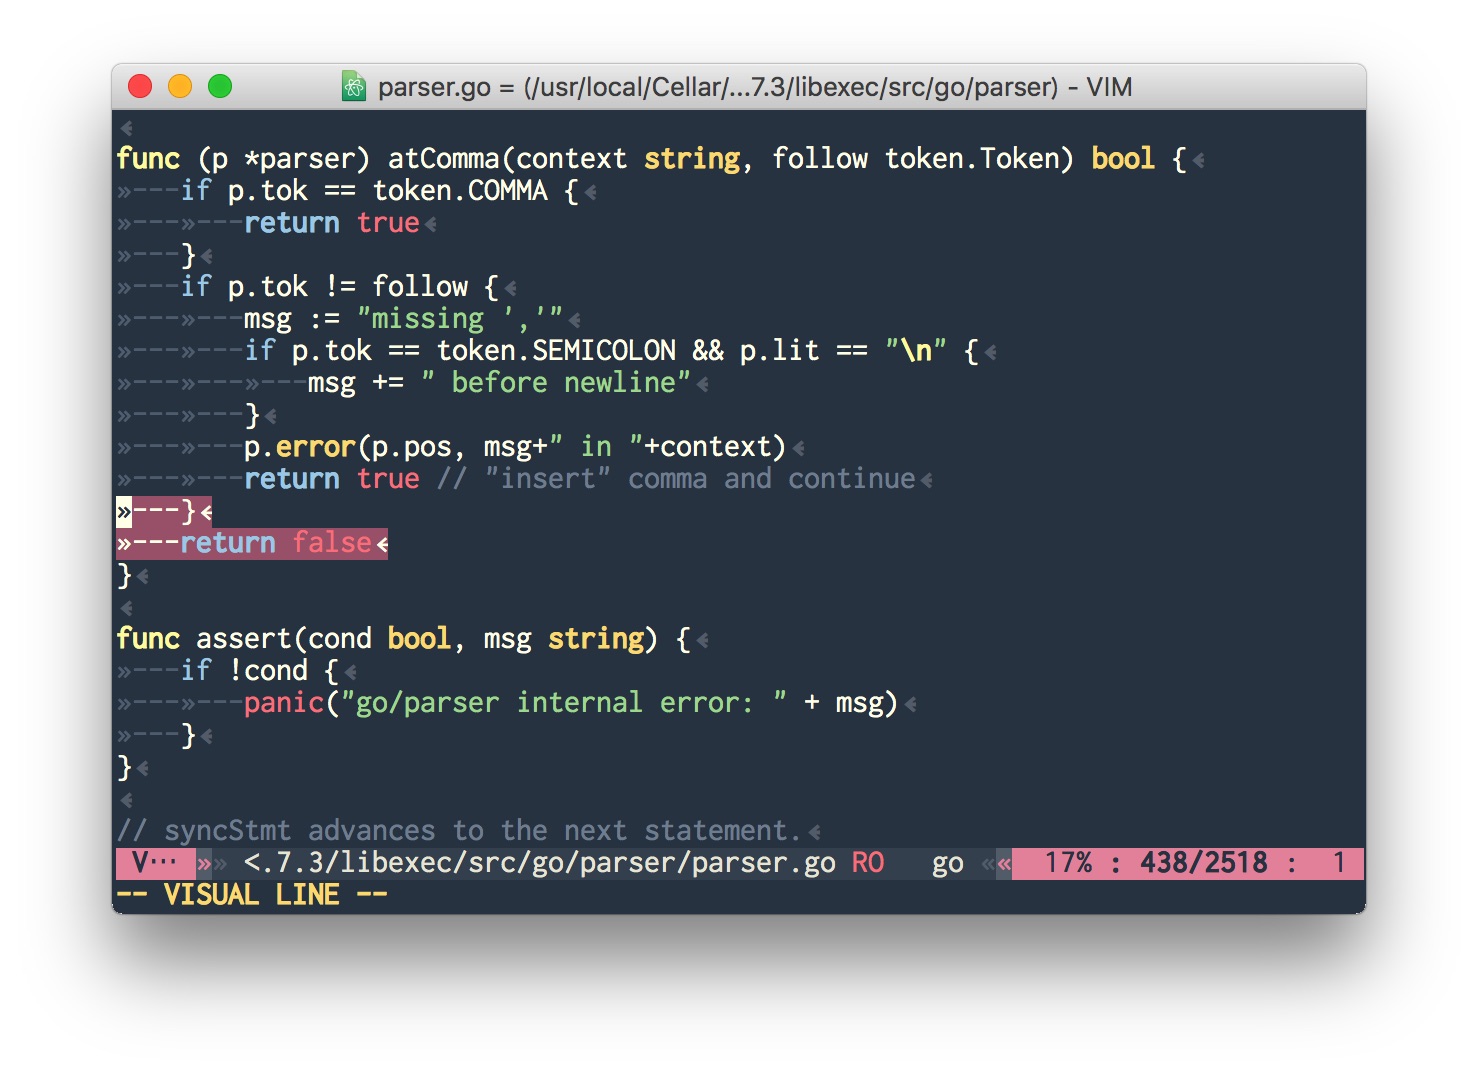 parser.go = (/usr/local/Cellar/...7.3/libexec/src/go/parser) - VIM
func (p *parser) atComma(context string, follow token.Token) bool {
»---if p.tok == token.COMMA {
»---»---return true
»---}
»---if p.tok != follow {
»---»---msg := "missing ','"
»---»---if p.tok == token.SEMICOLON && p.lit == "\n" {
»---»---»---msg += " before newline"
»---»---}
»---»---p.error(p.pos, msg+" in "+context)
»---»---return true // "insert" comma and continue
»---}
»---return false
}
func assert(cond bool, msg string) {
»---if !cond {
»---»---panic("go/parser internal error: " + msg)
»---}
}
// syncStmt advances to the next statement.
V··· »» <.7.3/libexec/src/go/parser/parser.go RO go «« 17% : 438/2518 : 1
-- VISUAL LINE --